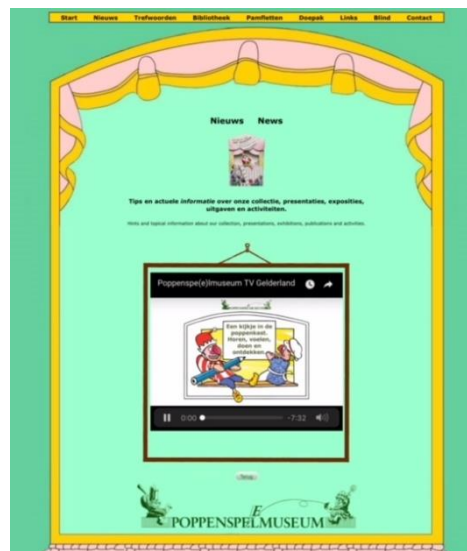 Start Nieuws Trefwoorden Bibliotheek Pamfletten Doepak Links Blind Contact
Nieuws News
Tips en actuele informatie over onze collectie, presentaties, exposities,
uitgaven en activiteiten.
Hints and topical information about our collection, presentations, exhibitions, publications and activities.
Poppenspe(e)lmuseum TV Gelderland
Een kijkje in de
poppenkast.
Horen, voelen,
doen en
ontdekken.
0:00 -7:32
Terug
E
POPPENSPELMUSEUM